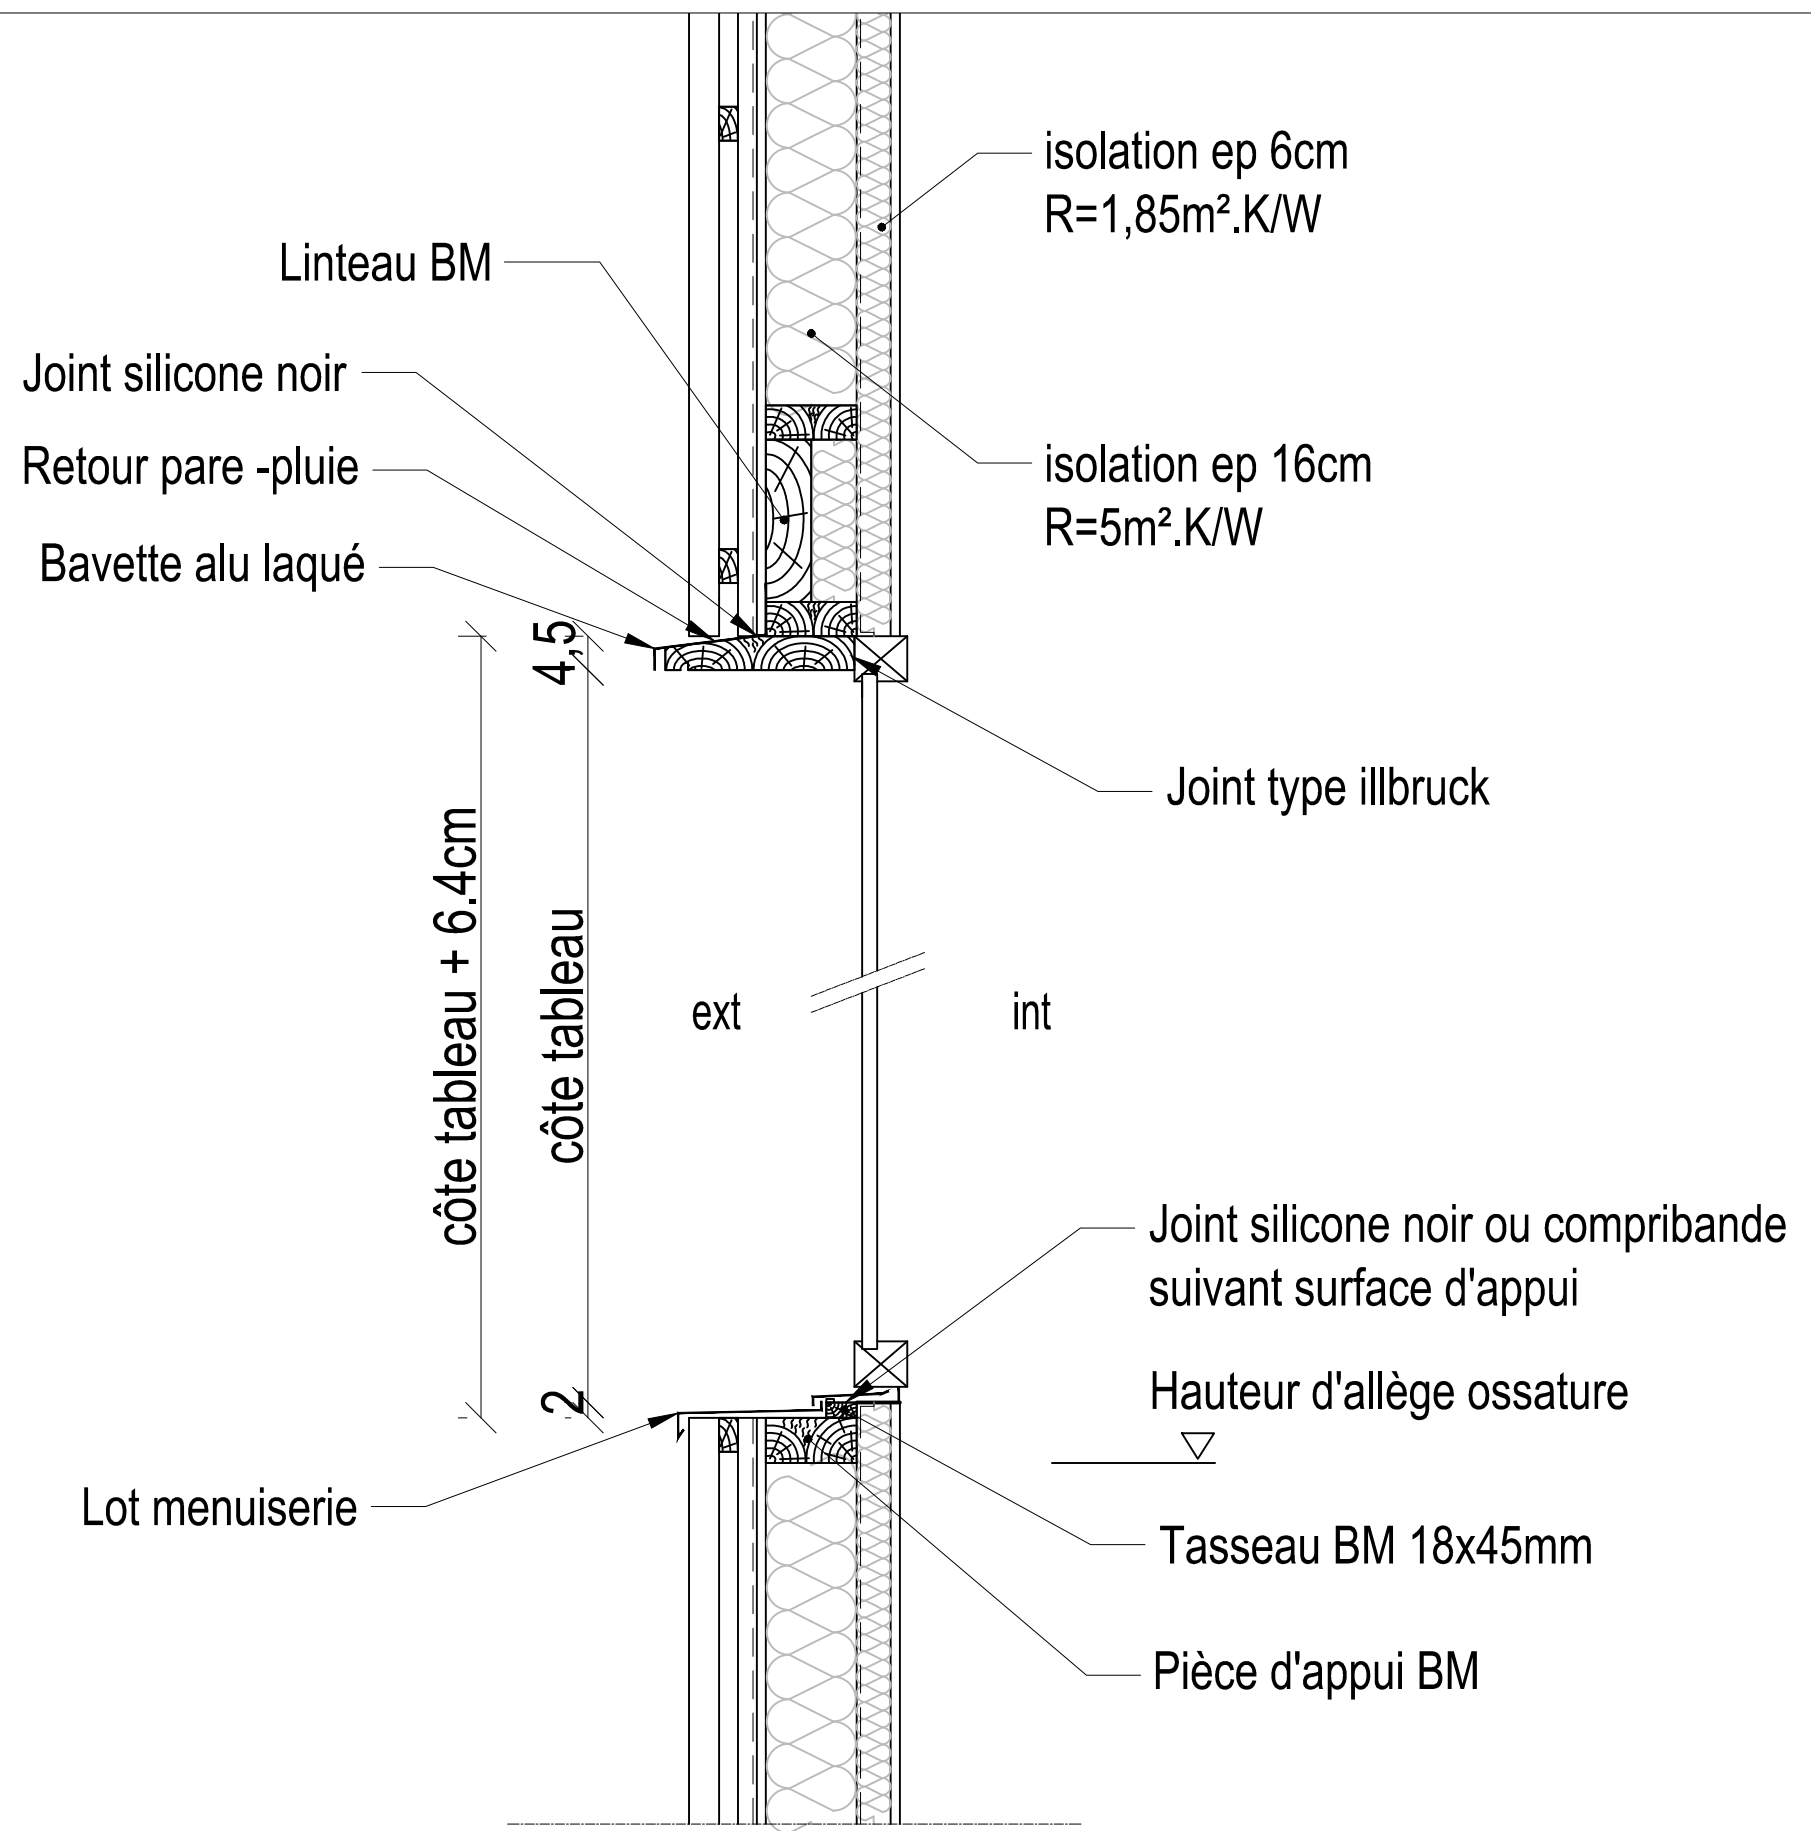 isolation ep 6cm
R=1,85m².K/W
Linteau BM
Joint silicone noir
Retour pare -pluie
isolation ep 16cm
R=5m².K/W
Bavette alu laqué
4,5
Joint type illbruck
côte tableau + 6.4cm
côte tableau
ext
int
Joint silicone noir ou compribande
suivant surface d'appui
2
Hauteur d'allège ossature
Lot menuiserie
Tasseau BM 18x45mm
Pièce d'appui BM